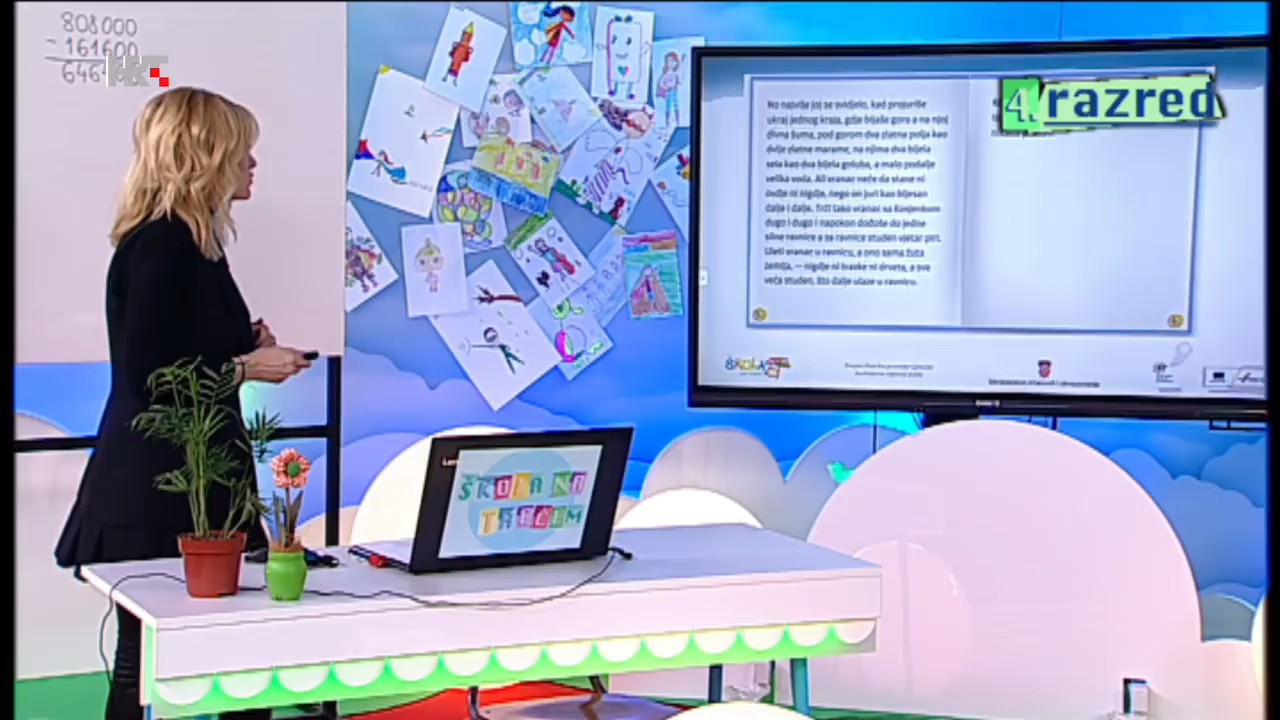 808000
- 161600
646
HRT
4. razred
No najviše joj se svidjelo, kad projuriše
ukraj jednog kraja, gdje bijaše gora a na njoj
divna šuma, pod gorom dva zlatna polja kao
dvije zlatne marame, na njima dva bijela
sela kao dva bijela goluba, a malo podalje
velika voda. Ali vranac neće da stane ni
ovdje ni nigdje, nego on juri kao bijesan
dalje i dalje. Trči tako vranac sa Kosjenkom
dugo i dugo i napokon dođoše do jedne
silne ravnice a sa ravnice studen vjetar piri.
Uleti vranac u ravnicu, a ono sama žuta
zemlja, — nigdje ni travke ni drveta, a sve
veća studen, što dalje ulaze u ravnicu.
ŠKOLA
ŠKOLA NA
TREĆEM